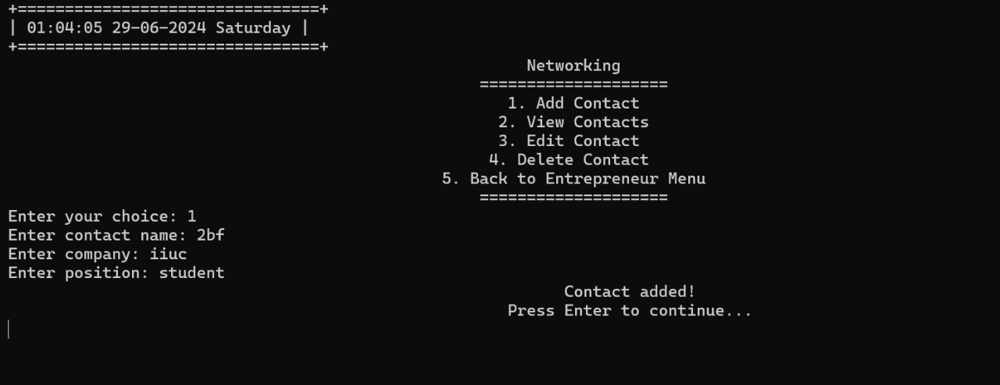 +================================+
| 01:04:05 29-06-2024 Saturday |
+================================+
Networking
====================
1. Add Contact
2. View Contacts
3. Edit Contact
4. Delete Contact
5. Back to Entrepreneur Menu
====================
Enter your choice: 1
Enter contact name: 2bf
Enter company: iiuc
Enter position: student
Contact added!
Press Enter to continue...